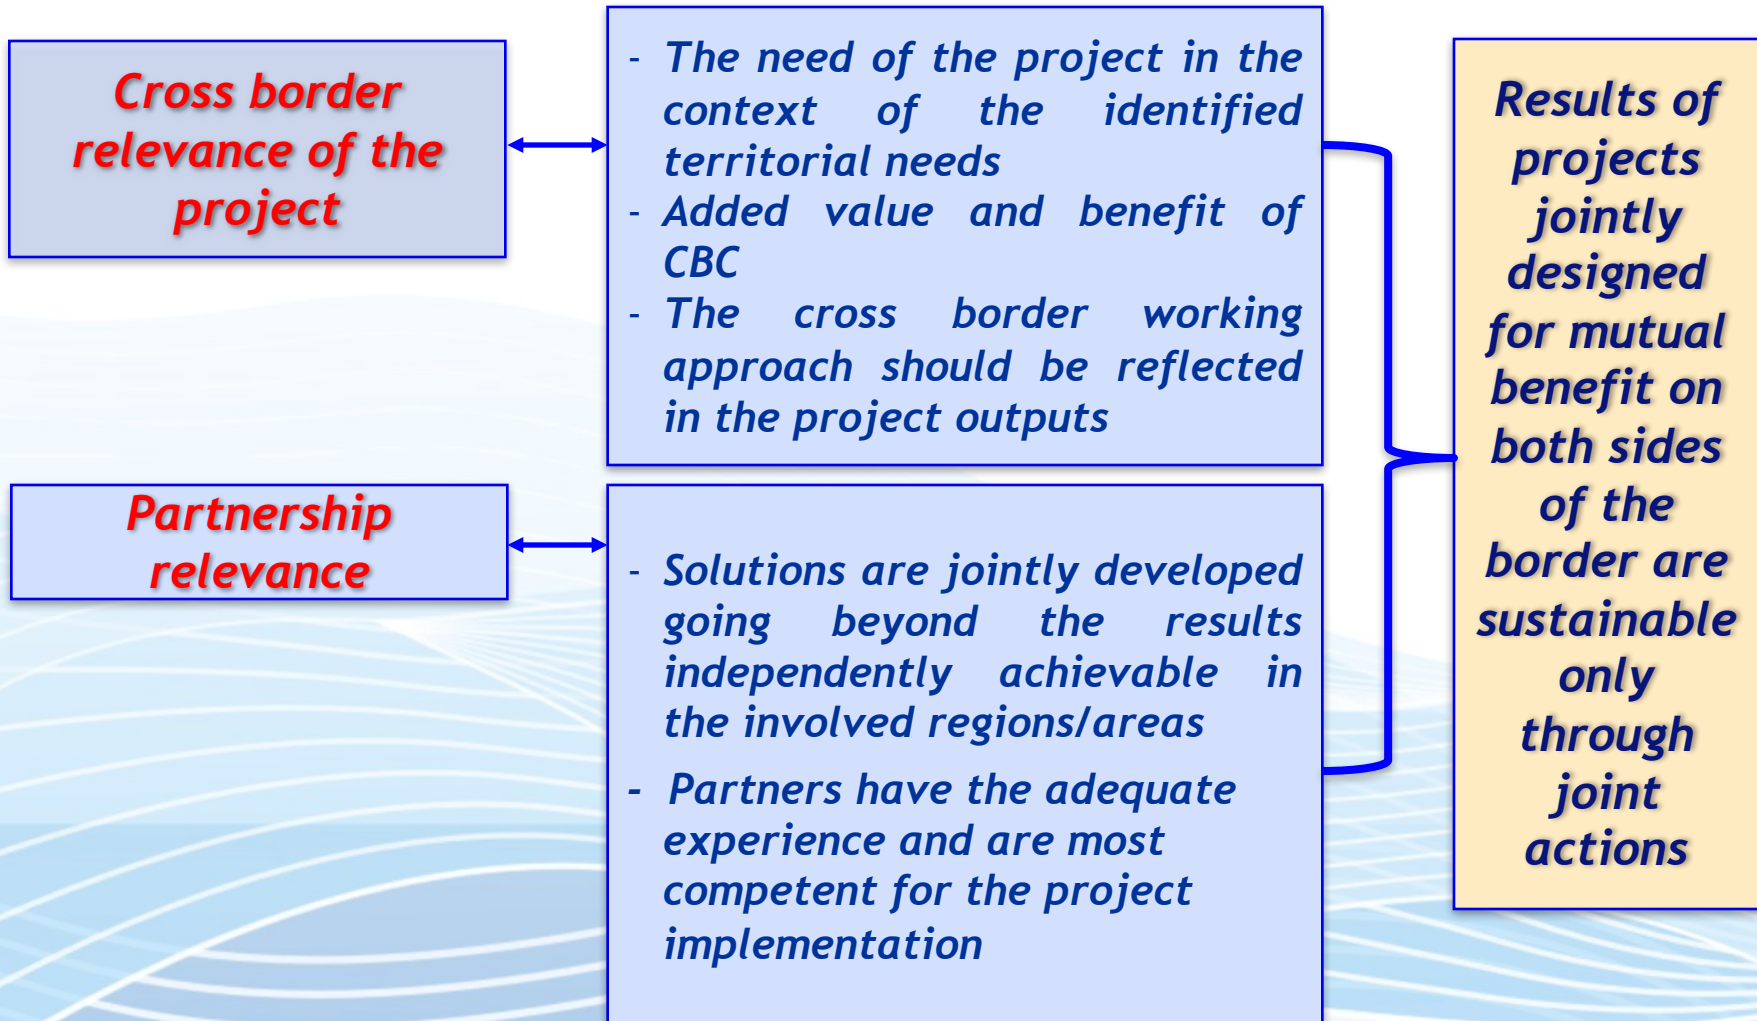 Cross border
relevance of the
project
- The need of the project in the
context of the identified
territorial needs
- Added value and benefit of
CBC
- The cross border working
approach should be reflected
in the project outputs
Partnership
relevance
- Solutions are jointly developed
going beyond the results
independently achievable in
the involved regions/areas
- Partners have the adequate
experience and are most
competent for the project
implementation
Results of
projects
jointly
designed
for mutual
benefit on
both sides
of the
border are
sustainable
only
through
joint
actions